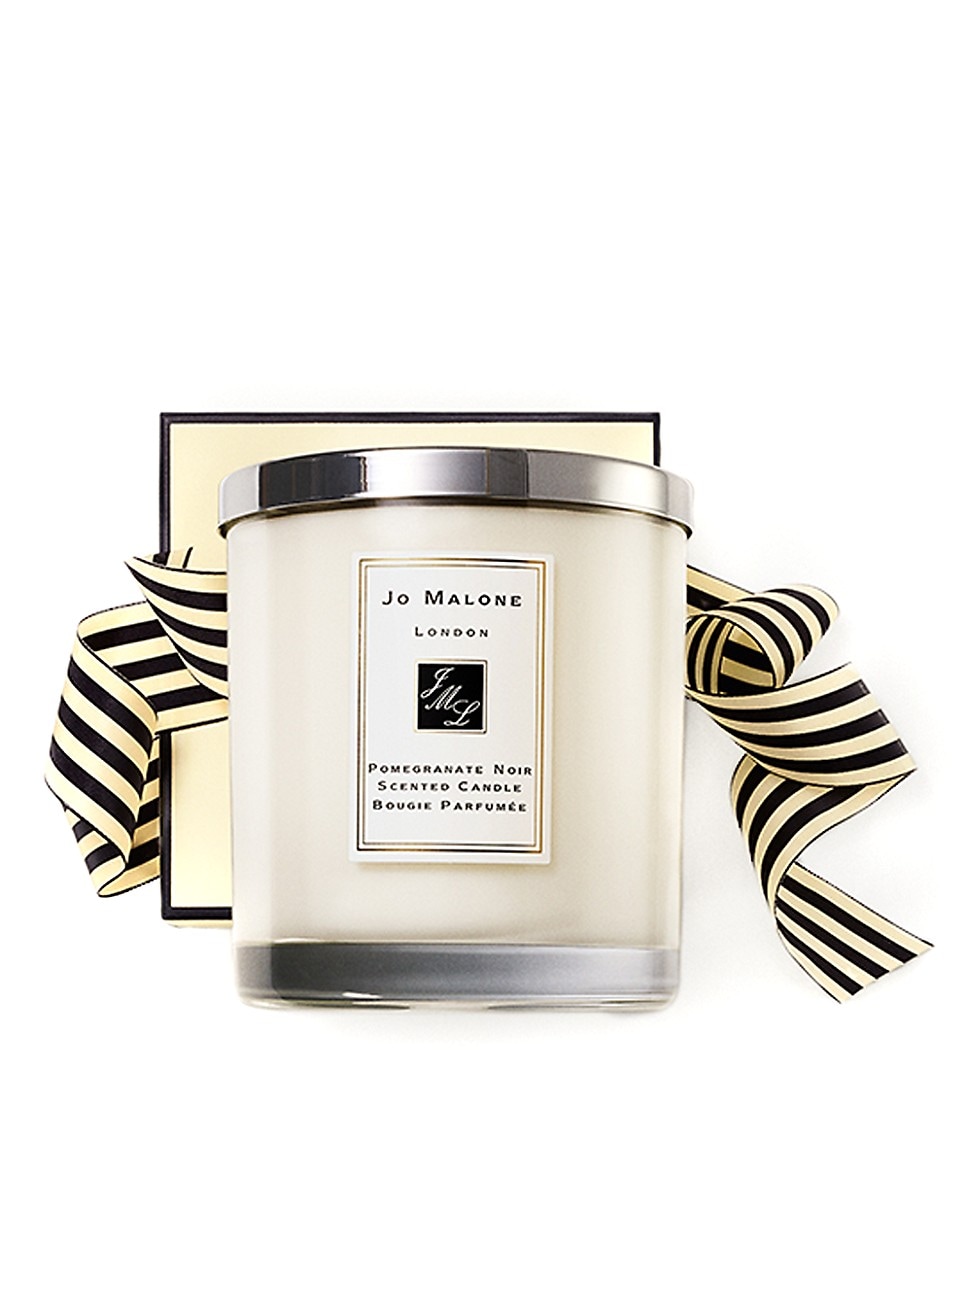 JO MALONE
LONDON
JML
POMEGRANATE NOIR
SCENTED CANDLE
BOUGIE PARFUMÉE